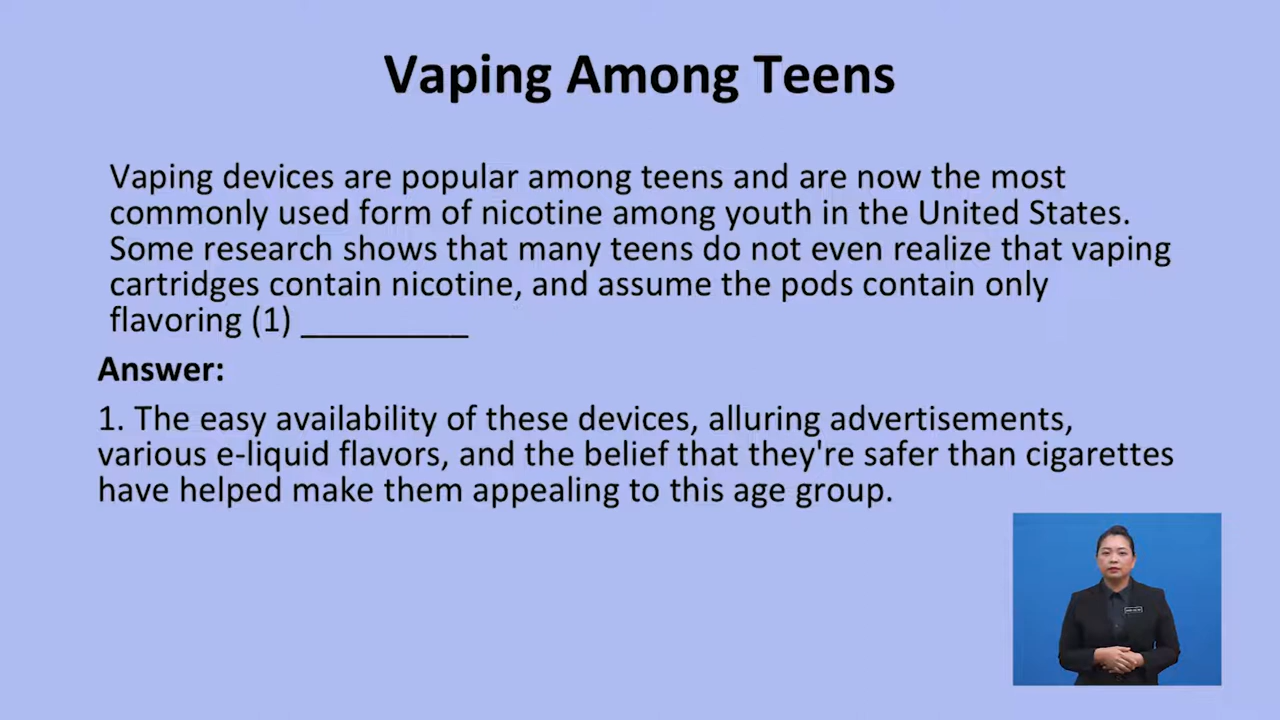 Vaping Among Teens
Vaping devices are popular among teens and are now the most
commonly used form of nicotine among youth in the United States.
Some research shows that many teens do not even realize that vaping
cartridges contain nicotine, and assume the pods contain only
flavoring (1) __________
Answer:
1. The easy availability of these devices, alluring advertisements,
various e-liquid flavors, and the belief that they're safer than cigarettes
have helped make them appealing to this age group.